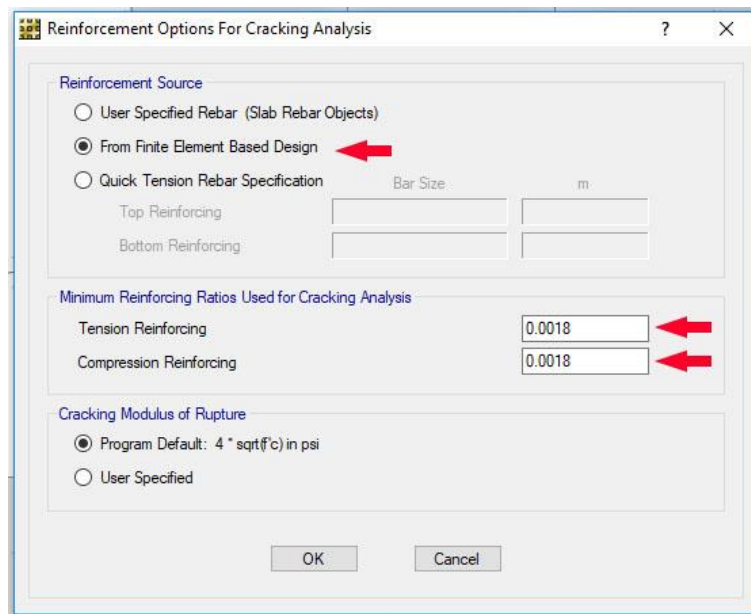 Reinforcement Options For Cracking Analysis
?
Reinforcement Source
User Specified Rebar (Slab Rebar Objects)
From Finite Element Based Design
Quick Tension Rebar Specification Bar Size m
Top Reinforcing
Bottom Reinforcing
Minimum Reinforcing Ratios Used for Cracking Analysis
Tension Reinforcing 0.0018
Compression Reinforcing 0.0018
Cracking Modulus of Rupture
Program Default: 4 * sqrt(f'c) in psi
User Specified
OK Cancel